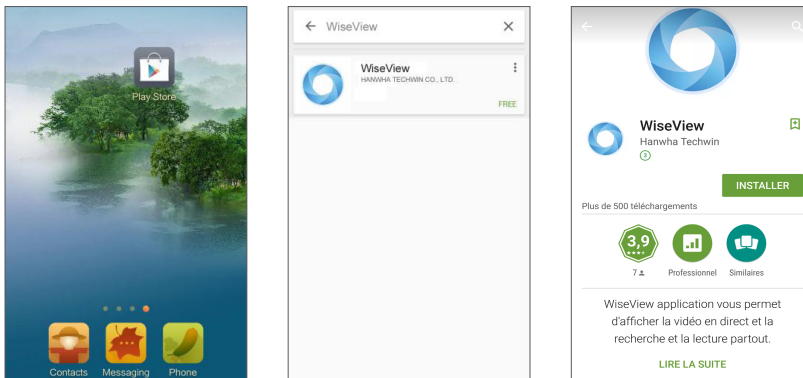 Play Store
Contacts
Messaging
Phone
WiseView
WiseView
HANWHA TECHWIN CO., LTD.
FREE
WiseView
Hanwha Techwin
3
INSTALLER
Plus de 500 téléchargements
3,9
7
Professionnel
Similaires
WiseView application vous permet
d'afficher la vidéo en direct et la
recherche et la lecture partout.
LIRE LA SUITE